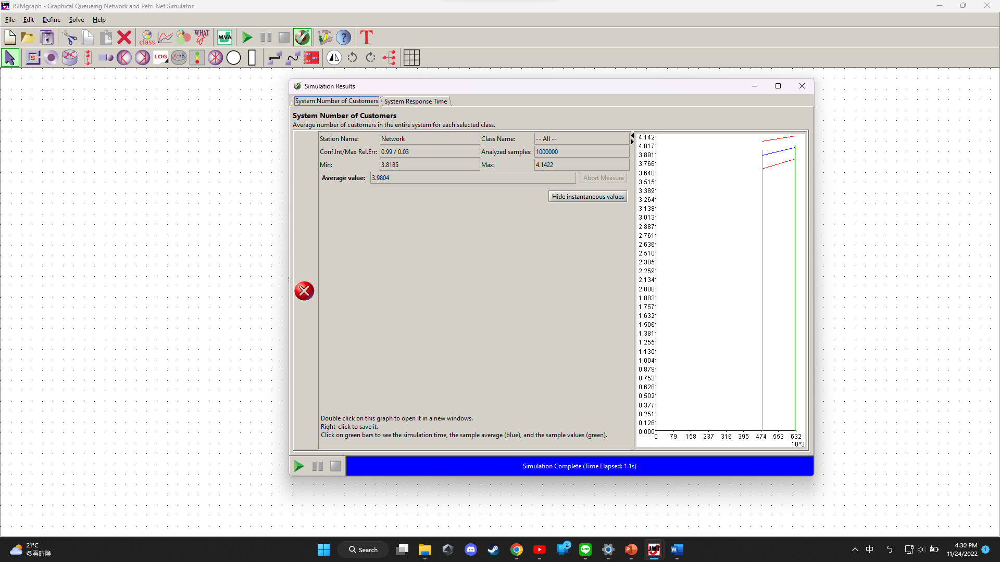 JSIMgraph - Graphical Queueing Network and Petri Net Simulator
File Edit Define Solve Help
class WHAT if MVA ? T
S LOG A→B
Simulation Results
System Number of Customers System Response Time
System Number of Customers
Average number of customers in the entire system for each selected class.
Station Name: Network Class Name: -- All --
Conf.Int/Max Rel.Err: 0.99 / 0.03 Analyzed samples: 1000000
Min: 3.8185 Max: 4.1422
Average value: 3.9804 Abort Measure
Hide instantaneous values
4.142
4.017
3.891
3.766
3.640
3.515
3.389
3.264
3.138
3.013
2.887
2.761
2.636
2.510
2.385
2.259
2.134
2.008
1.883
1.757
1.632
1.506
1.381
1.255
1.130
1.004
0.879
0.753
0.628
0.502
0.377
0.251
0.126
0.000
0 79 158 237 316 395 474 553 632
10^3
Double click on this graph to open it in a new windows.
Right-click to save it.
Click on green bars to see the simulation time, the sample average (blue), and the sample values (green).
Simulation Complete (Time Elapsed: 1.1s)
21°C
多雲時陰
Search
2
LINE
P
JMT
W
中
ㄣ
4:30 PM
11/24/2022
1